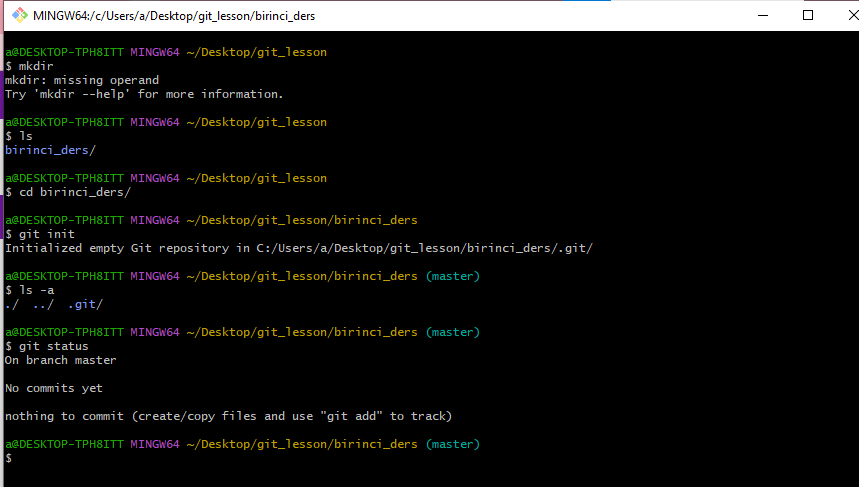 MINGW64:/c/Users/a/Desktop/git_lesson/birinci_ders
a@DESKTOP-TPH8ITT MINGW64 ~/Desktop/git_lesson
$ mkdir
mkdir: missing operand
Try 'mkdir --help' for more information.
a@DESKTOP-TPH8ITT MINGW64 ~/Desktop/git_lesson
$ ls
birinci_ders/
a@DESKTOP-TPH8ITT MINGW64 ~/Desktop/git_lesson
$ cd birinci_ders/
a@DESKTOP-TPH8ITT MINGW64 ~/Desktop/git_lesson/birinci_ders
$ git init
Initialized empty Git repository in C:/Users/a/Desktop/git_lesson/birinci_ders/.git/
a@DESKTOP-TPH8ITT MINGW64 ~/Desktop/git_lesson/birinci_ders (master)
$ ls -a
./  ../  .git/
a@DESKTOP-TPH8ITT MINGW64 ~/Desktop/git_lesson/birinci_ders (master)
$ git status
On branch master
No commits yet
nothing to commit (create/copy files and use "git add" to track)
a@DESKTOP-TPH8ITT MINGW64 ~/Desktop/git_lesson/birinci_ders (master)
$